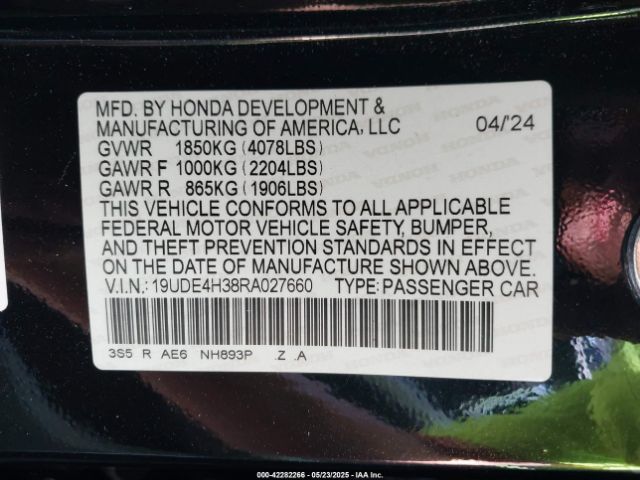 MFD. BY HONDA DEVELOPMENT &
MANUFACTURING OF AMERICA, LLC 04/'24
GVWR 1850KG (4078LBS)
GAWR F 1000KG (2204LBS)
GAWR R 865KG (1906LBS)
THIS VEHICLE CONFORMS TO ALL APPLICABLE
FEDERAL MOTOR VEHICLE SAFETY, BUMPER,
AND THEFT PREVENTION STANDARDS IN EFFECT
ON THE DATE OF MANUFACTURE SHOWN ABOVE.
V.I.N.: 19UDE4H38RA027660 TYPE: PASSENGER CAR
3S5 R AE6 NH893P .Z .A
000-42282266 - 05/23/2025 - IAAI.COM